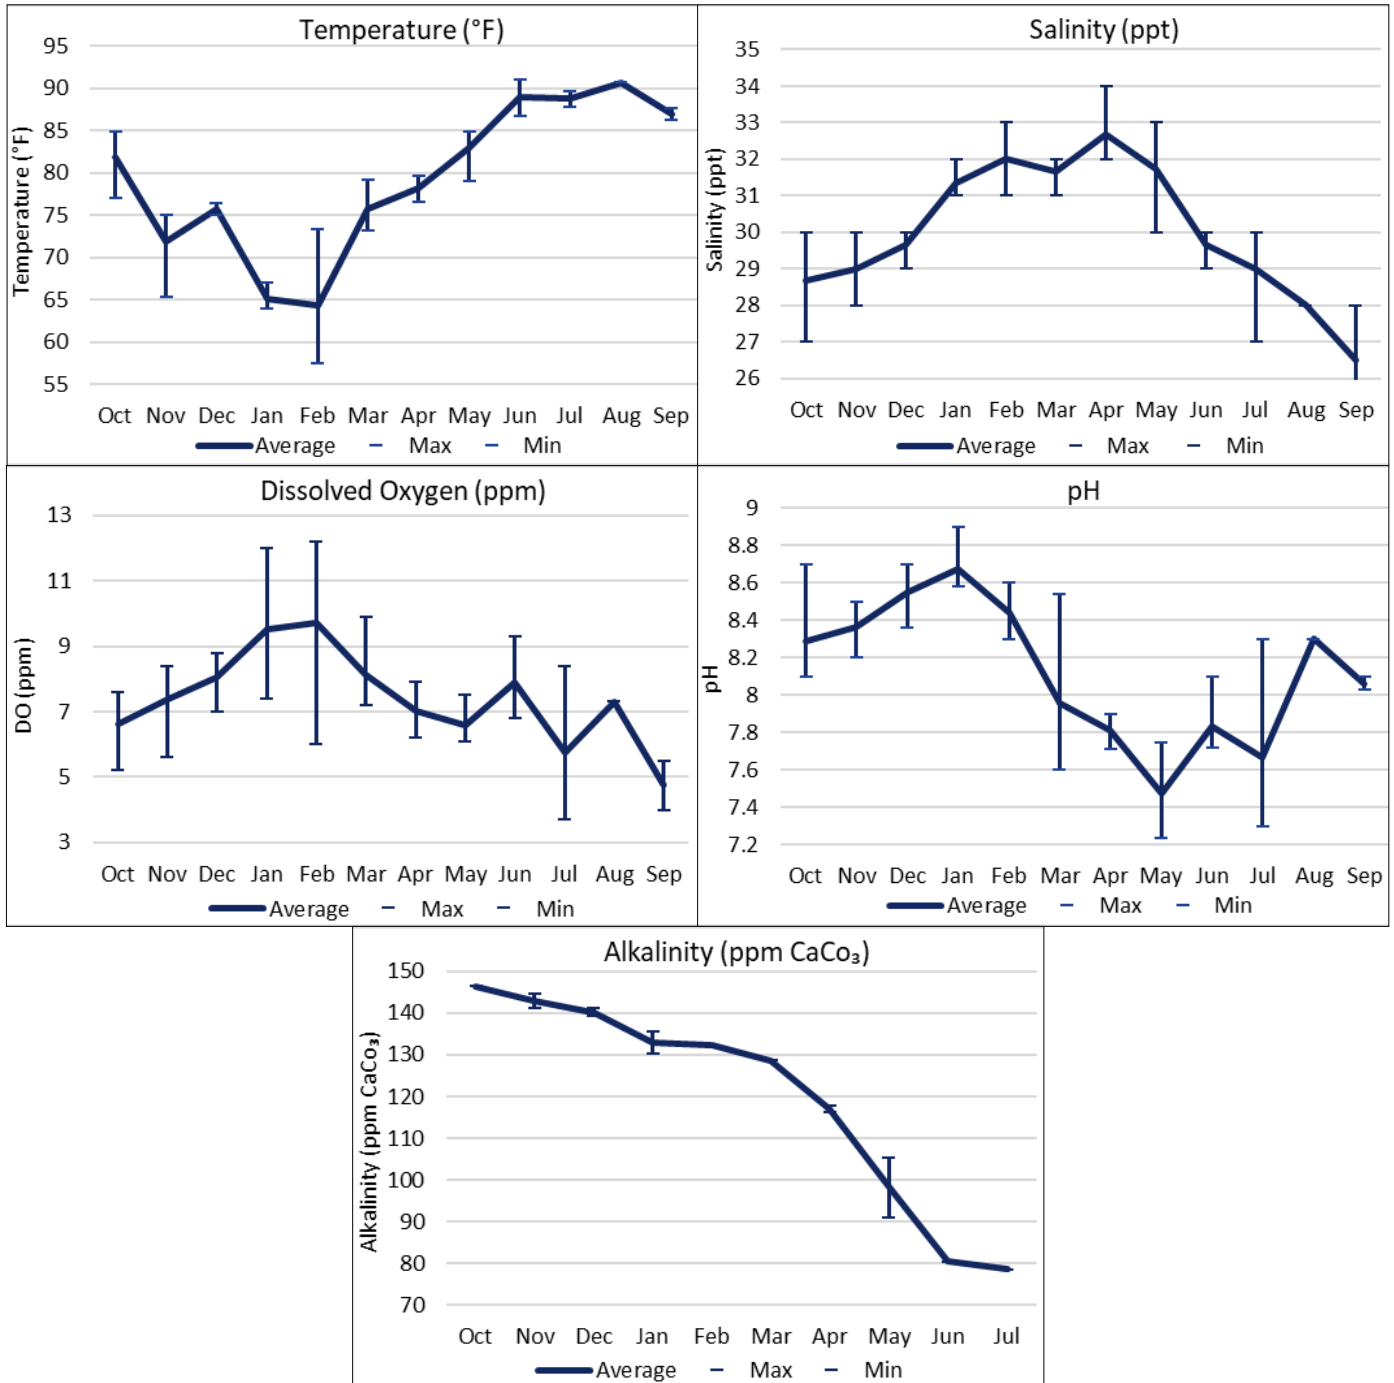 Temperature (°F)
95
90
85
80
75
70
65
60
55
Temperature (°F)
Oct Nov Dec Jan Feb Mar Apr May Jun Jul Aug Sep
Average Max Min
Salinity (ppt)
35
34
33
32
31
30
29
28
27
26
Salinity (ppt)
Oct Nov Dec Jan Feb Mar Apr May Jun Jul Aug Sep
Average Max Min
Dissolved Oxygen (ppm)
13
11
9
7
5
3
DO (ppm)
Oct Nov Dec Jan Feb Mar Apr May Jun Jul Aug Sep
Average Max Min
pH
9
8.8
8.6
8.4
8.2
8
7.8
7.6
7.4
7.2
pH
Oct Nov Dec Jan Feb Mar Apr May Jun Jul Aug Sep
Average Max Min
Alkalinity (ppm CaCo₃)
150
140
130
120
110
100
90
80
70
Alkalinity (ppm CaCo₃)
Oct Nov Dec Jan Feb Mar Apr May Jun Jul
Average Max Min